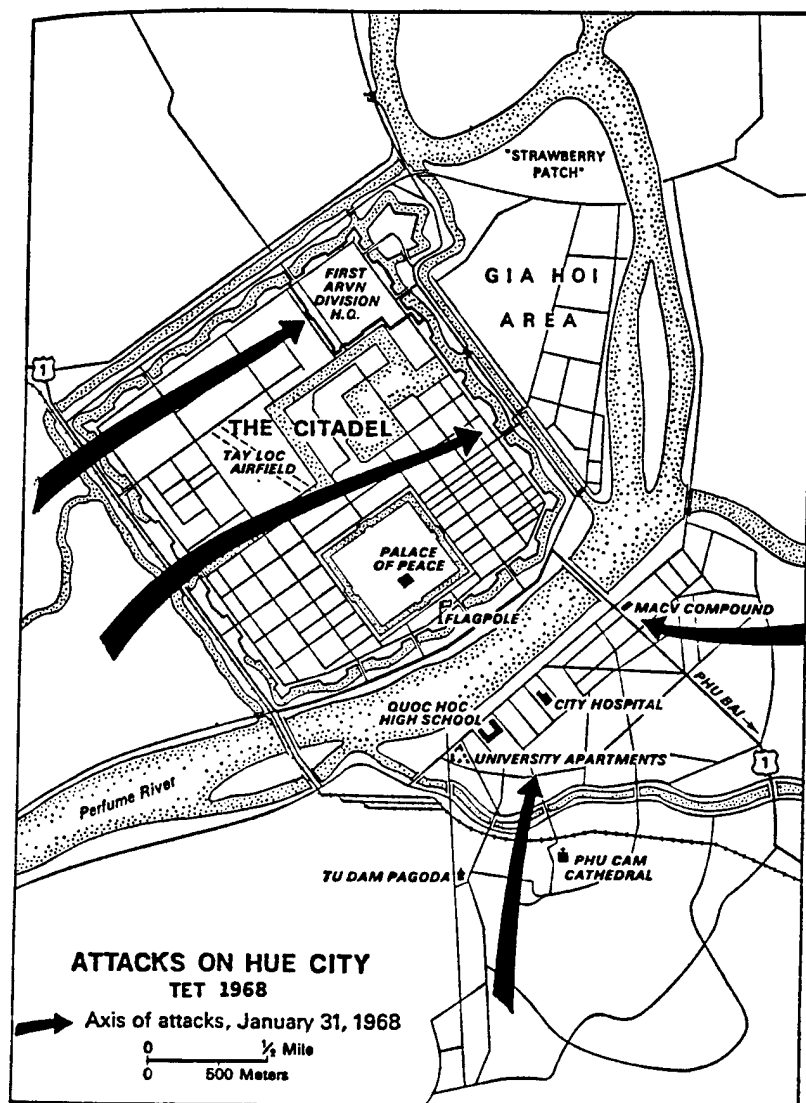 "STRAWBERRY
PATCH"
GIA HOI
AREA
FIRST
ARVN
DIVISION
H.Q.
1
THE CITADEL
TAY LOC
AIRFIELD
PALACE
OF PEACE
FLAGPOLE
MACV COMPOUND
QUOC HOC
HIGH SCHOOL
CITY HOSPITAL
PHU BAI
UNIVERSITY APARTMENTS
1
Perfume River
TU DAM PAGODA
PHU CAM
CATHEDRAL
ATTACKS ON HUE CITY
TET 1968
Axis of attacks, January 31, 1968
0 ½ Mile
0 500 Meters